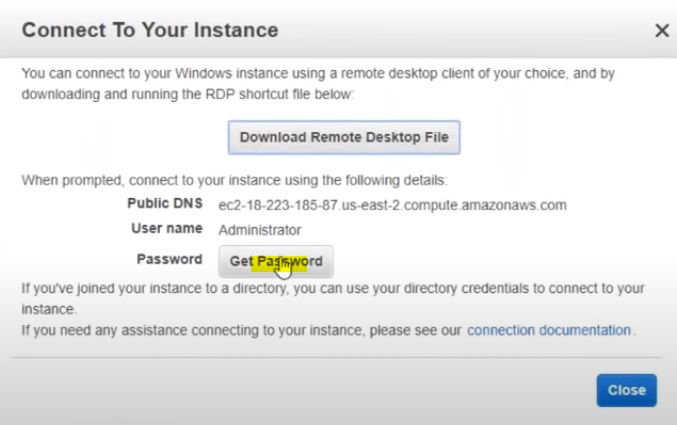 Connect To Your Instance
You can connect to your Windows instance using a remote desktop client of your choice, and by
downloading and running the RDP shortcut file below:
Download Remote Desktop File
When prompted, connect to your instance using the following details:
Public DNS ec2-18-223-185-87.us-east-2.compute.amazonaws.com
User name Administrator
Password Get Password
If you've joined your instance to a directory, you can use your directory credentials to connect to your
instance.
If you need any assistance connecting to your instance, please see our connection documentation.
Close